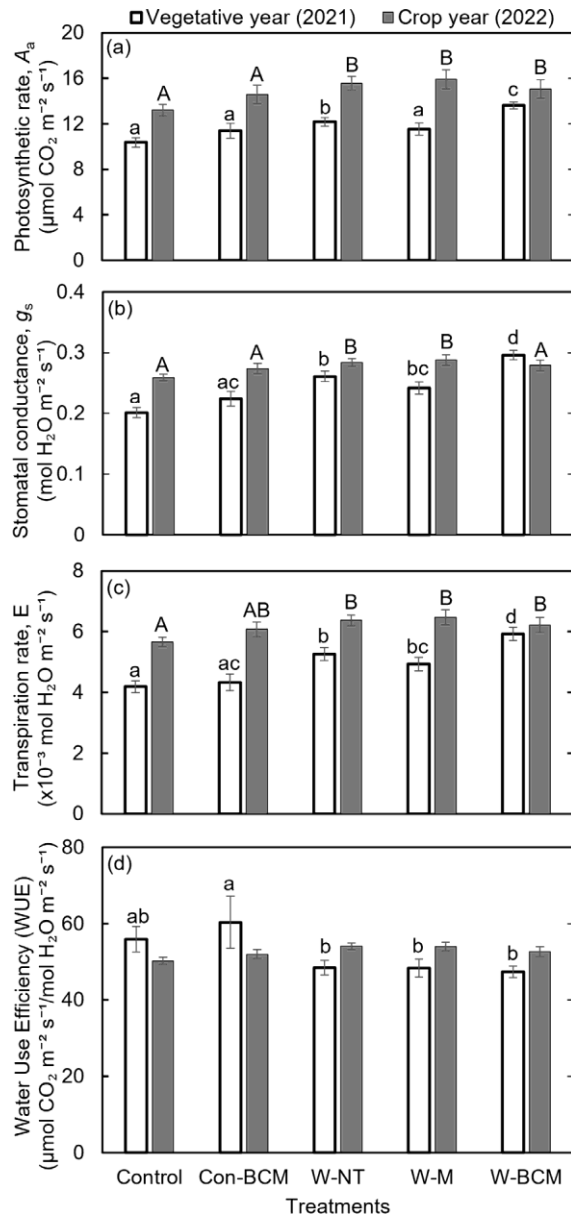 Vegetative year (2021) Crop year (2022)
(a)
Photosynthetic rate, Aₐ
(µmol CO₂ m⁻² s⁻¹)
20
16
12
8
4
0
a A a A b B a B c B
(b)
Stomatal conductance, gₛ
(mol H₂O m⁻² s⁻¹)
0.4
0.3
0.2
0.1
0
a A ac A b B bc B d A
(c)
Transpiration rate, E
(x10⁻³ mol H₂O m⁻² s⁻¹)
8
6
4
2
0
a A ac AB b B bc B d B
(d)
Water Use Efficiency (WUE)
(µmol CO₂ m⁻² s⁻¹/mol H₂O m⁻² s⁻¹)
80
60
40
20
0
ab a b b b
Control Con-BCM W-NT W-M W-BCM
Treatments